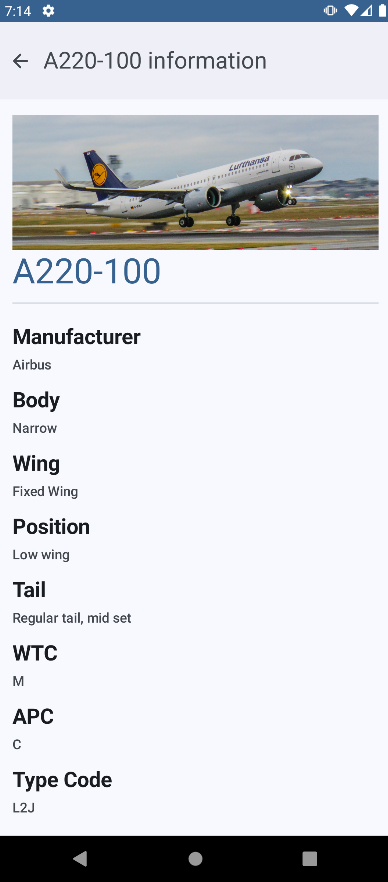 7:14
A220-100 information
Lufthansa
A220-100
Manufacturer
Airbus
Body
Narrow
Wing
Fixed Wing
Position
Low wing
Tail
Regular tail, mid set
WTC
M
APC
C
Type Code
L2J